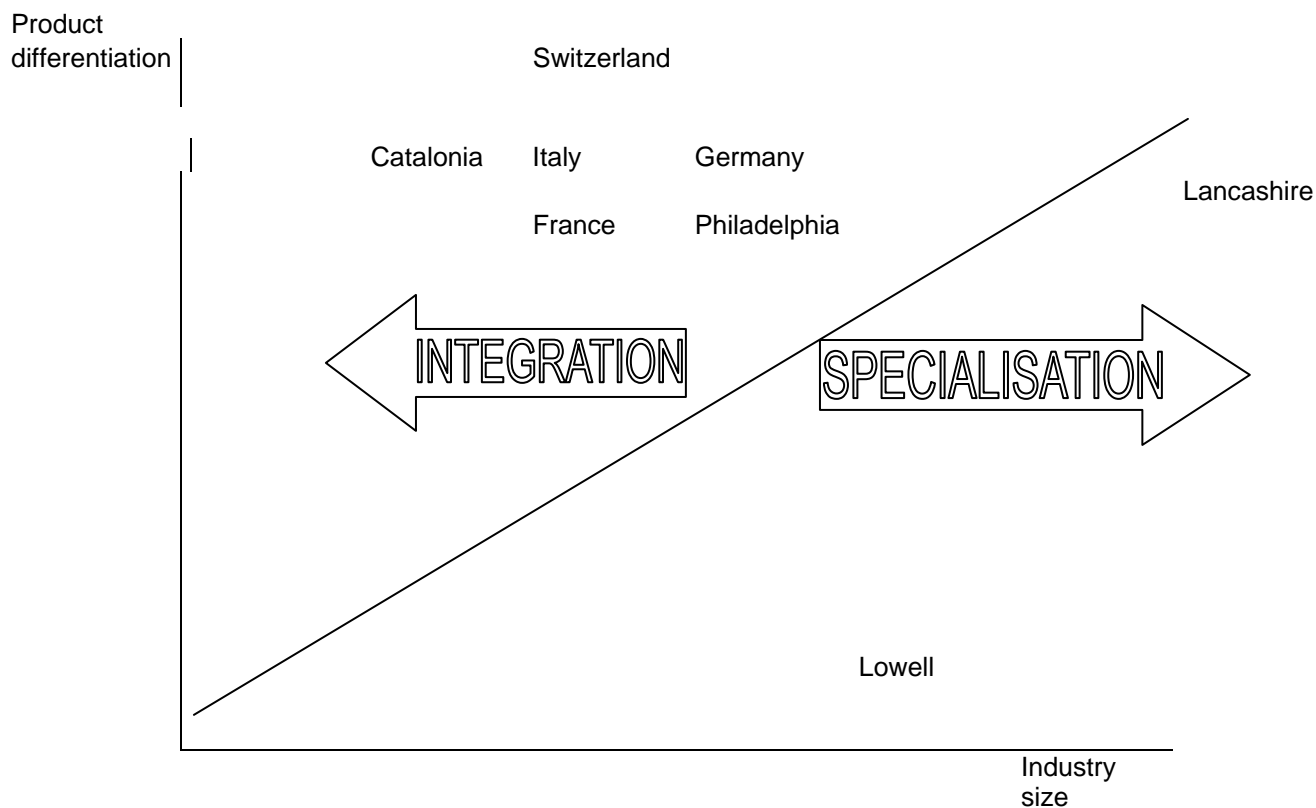 Product
differentiation
Switzerland
Catalonia Italy Germany
Lancashire
France Philadelphia
INTEGRATION
SPECIALISATION
Lowell
Industry
size